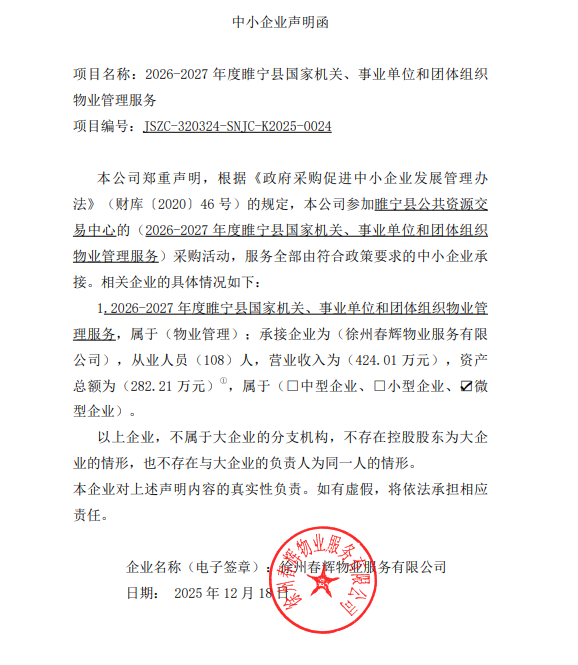 中小企业声明函
项目名称：2026-2027 年度睢宁县国家机关、事业单位和团体组织
物业管理服务
项目编号：JSZC-320324-SNJC-K2025-0024
本公司郑重声明，根据《政府采购促进中小企业发展管理办
法》（财库〔2020〕46 号）的规定，本公司参加睢宁县公共资源交
易中心的（2026-2027 年度睢宁县国家机关、事业单位和团体组织
物业管理服务）采购活动，服务全部由符合政策要求的中小企业承
接。相关企业的具体情况如下：
1.2026-2027 年度睢宁县国家机关、事业单位和团体组织物业管
理服务，属于（物业管理）；承接企业为（徐州春辉物业服务有限
公司），从业人员（108）人，营业收入为（424.01 万元），资产
总额为（282.21 万元）①，属于（☐中型企业、☐小型企业、☑微
型企业）。
以上企业，不属于大企业的分支机构，不存在控股股东为大企
业的情形，也不存在与大企业的负责人为同一人的情形。
本企业对上述声明内容的真实性负责。如有虚假，将依法承担相应
责任。
企业名称（电子签章）：徐州春辉物业服务有限公司
日期： 2025 年 12 月 18 日
徐州春辉物业服务有限公司